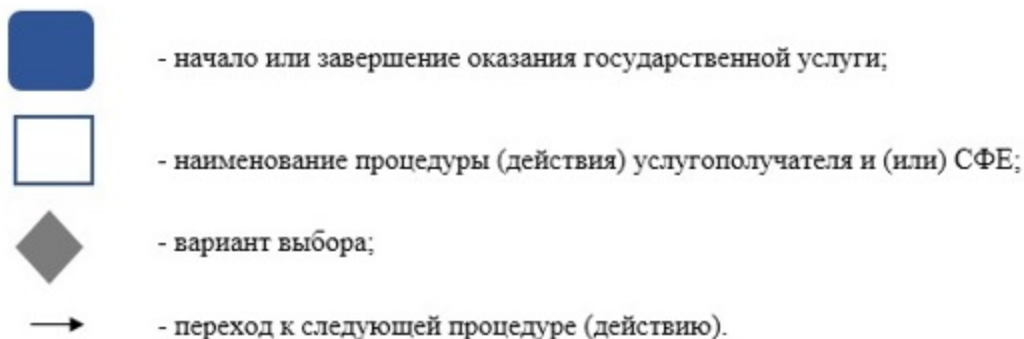 - начало или завершение оказания государственной услуги;
- наименование процедуры (действия) услугополучателя и (или) СФЕ;
- вариант выбора;
- переход к следующей процедуре (действию).